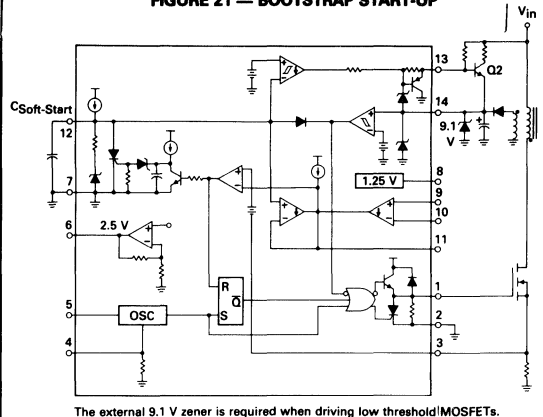 FIGURE 21 — BOOTSTRAP START-UP
Vin
13
Q2
CSoft-Start
12
14
9.1
V
+
7
1.25 V
8
9
10
6
2.5 V
11
R
Q
S
1
2
5
OSC
4
3
The external 9.1 V zener is required when driving low threshold MOSFETs.